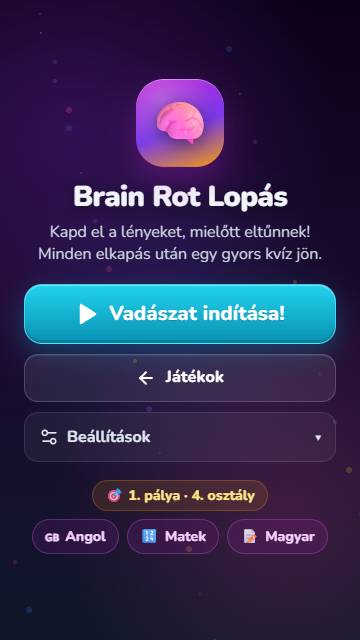 Brain Rot Lopás
Kapd el a lényeket, mielőtt eltűnnek!
Minden elkapás után egy gyors kvíz jön.
Vadászat indítása!
Játékok
Beállítások
1. pálya · 4. osztály
GB Angol
Matek
Magyar